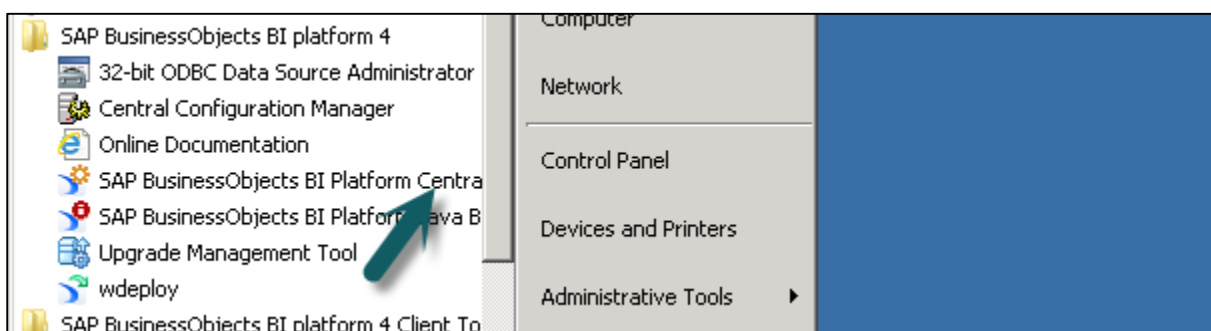 SAP BusinessObjects BI platform 4
32-bit ODBC Data Source Administrator
Central Configuration Manager
Online Documentation
SAP BusinessObjects BI Platform Centra
SAP BusinessObjects BI Platform Java B
Upgrade Management Tool
wdeploy
SAP BusinessObjects BI platform 4 Client To
Computer
Network
Control Panel
Devices and Printers
Administrative Tools